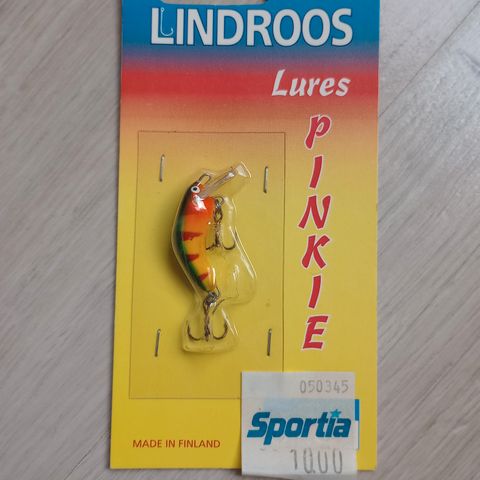 LINDROOS
Lures
PINKIE
050345
Sportia
10,00
MADE IN FINLAND